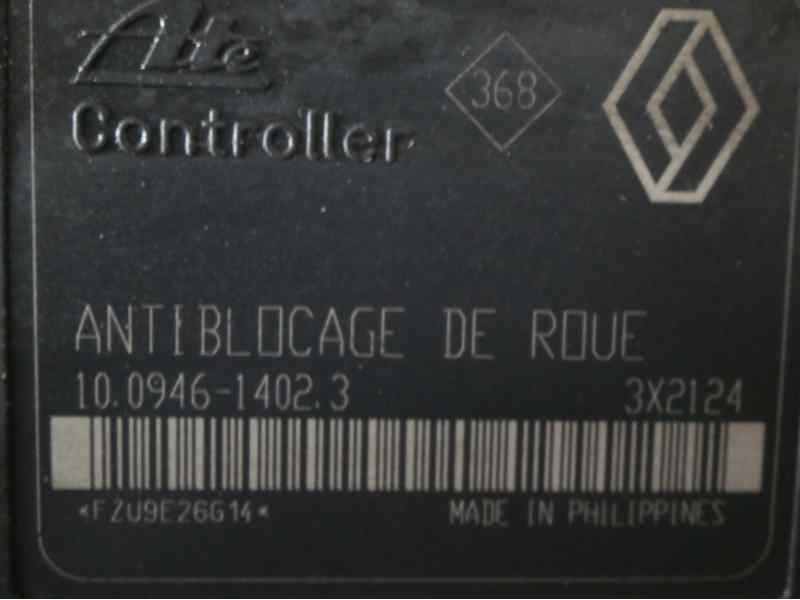 Ate
Controller
368
ANTIBLOCAGE DE ROUE
10.0946-1402.3 3X2124
*FZU9E26G14*
MADE IN PHILIPPINES